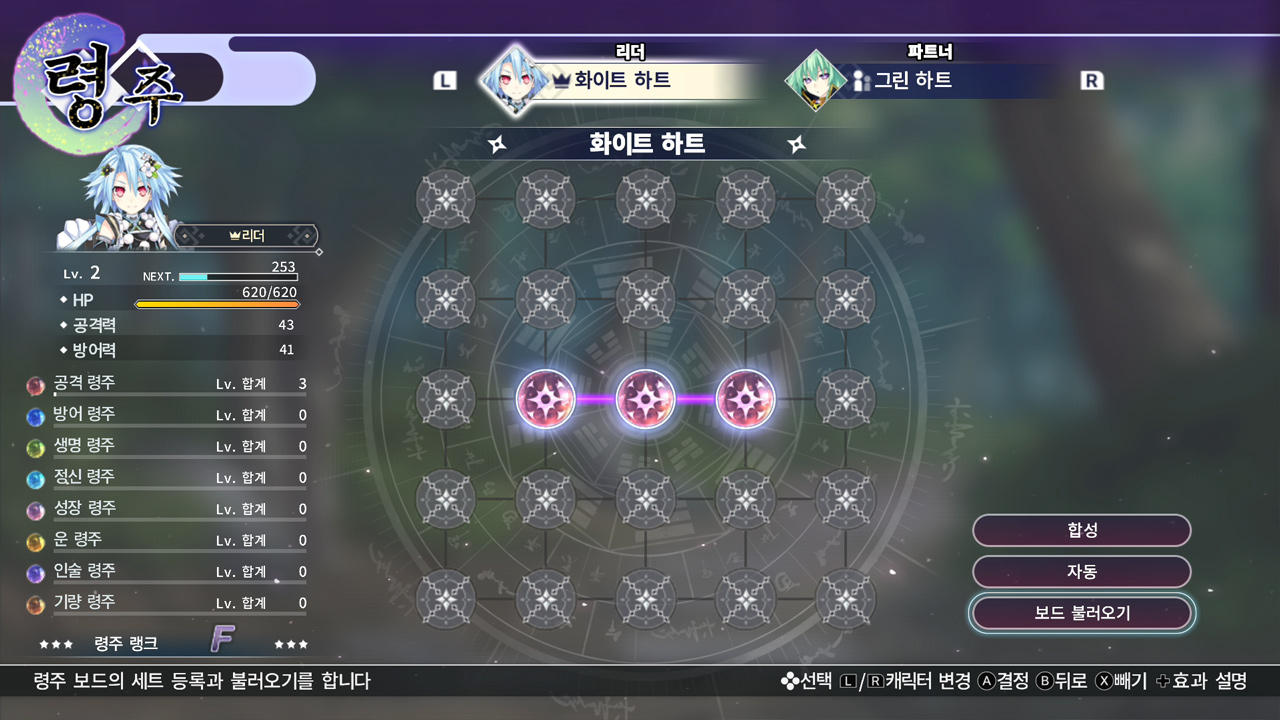 령주
리더
파트너
L
화이트 하트
그린 하트
R
화이트 하트
리더
Lv. 2
NEXT. 253
HP 620/620
공격력 43
방어력 41
공격 령주 Lv. 합계 3
방어 령주 Lv. 합계 0
생명 령주 Lv. 합계 0
정신 령주 Lv. 합계 0
성장 령주 Lv. 합계 0
운 령주 Lv. 합계 0
인술 령주 Lv. 합계 0
기량 령주 Lv. 합계 0
★★★ 령주 랭크 F ★★★
합성
자동
보드 불러오기
령주 보드의 세트 등록과 불러오기를 합니다
선택 L/R캐릭터 변경 A결정 B뒤로 X빼기 효과 설명